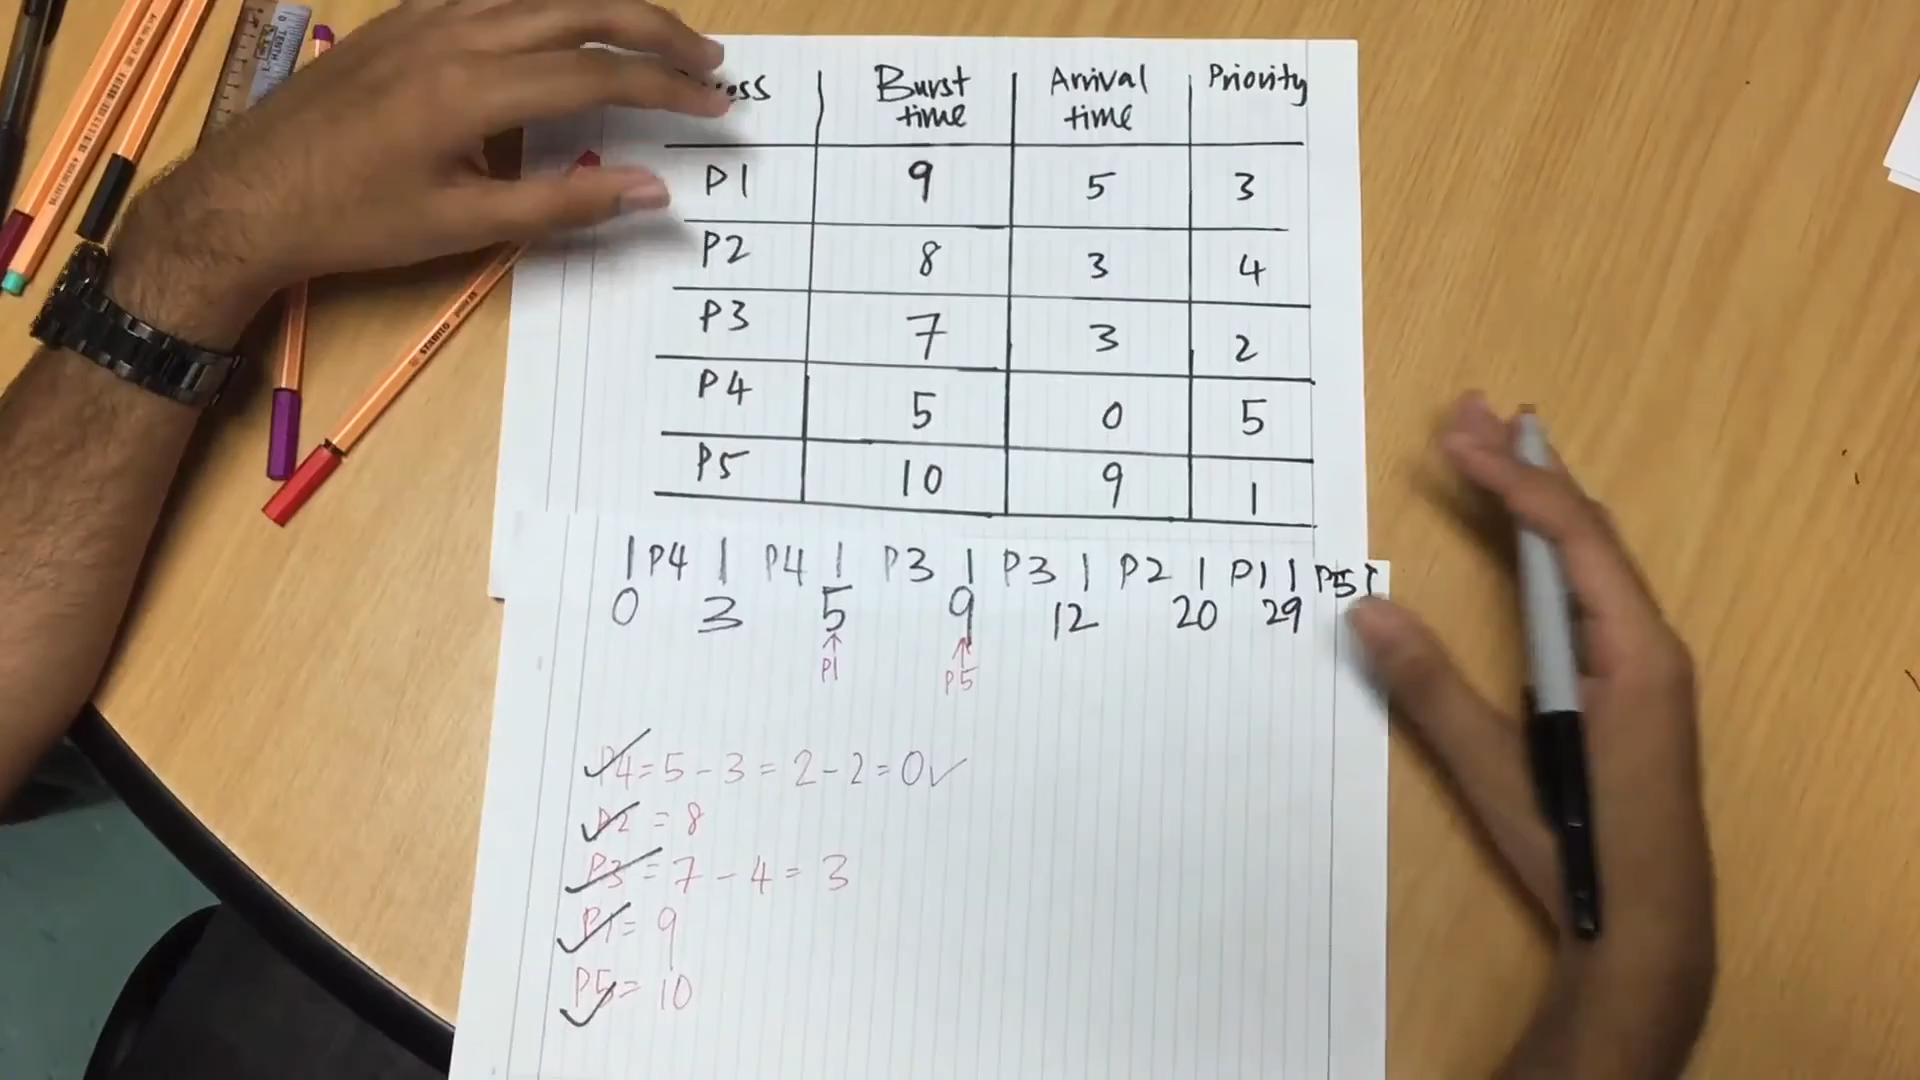 Burst time Arrival time Priority
P1 9 5 3
P2 8 3 4
P3 7 3 2
P4 5 0 5
P5 10 9 1
P4 P4 P3 P3 P2 P1 P5
0 3 5 9 12 20 29
P1 P5
P4 = 5 - 3 = 2 - 2 = 0 ✓
P2 = 8
P3 = 7 - 4 = 3
P1 = 9
P5 = 10
STABILO